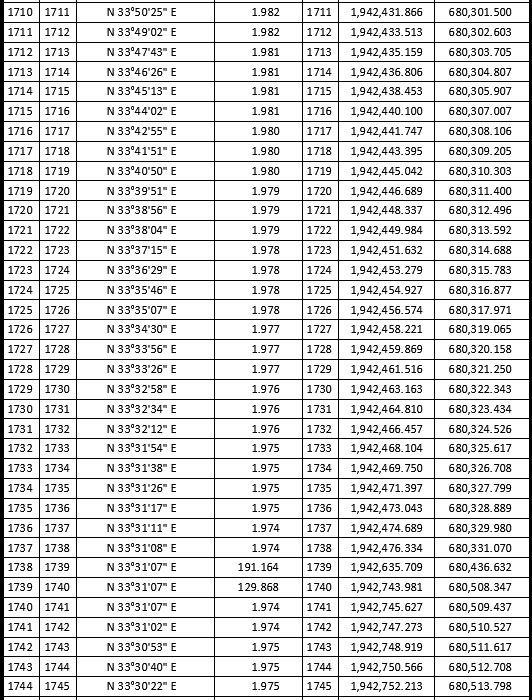 1710 1711 N 33°50'25" E 1.982 1711 1,942,431.866 680,301.500
1711 1712 N 33°49'02" E 1.982 1712 1,942,433.513 680,302.603
1712 1713 N 33°47'43" E 1.981 1713 1,942,435.159 680,303.705
1713 1714 N 33°46'26" E 1.981 1714 1,942,436.806 680,304.807
1714 1715 N 33°45'13" E 1.981 1715 1,942,438.453 680,305.907
1715 1716 N 33°44'02" E 1.981 1716 1,942,440.100 680,307.007
1716 1717 N 33°42'55" E 1.980 1717 1,942,441.747 680,308.106
1717 1718 N 33°41'51" E 1.980 1718 1,942,443.395 680,309.205
1718 1719 N 33°40'50" E 1.980 1719 1,942,445.042 680,310.303
1719 1720 N 33°39'51" E 1.979 1720 1,942,446.689 680,311.400
1720 1721 N 33°38'56" E 1.979 1721 1,942,448.337 680,312.496
1721 1722 N 33°38'04" E 1.979 1722 1,942,449.984 680,313.592
1722 1723 N 33°37'15" E 1.978 1723 1,942,451.632 680,314.688
1723 1724 N 33°36'29" E 1.978 1724 1,942,453.279 680,315.783
1724 1725 N 33°35'46" E 1.978 1725 1,942,454.927 680,316.877
1725 1726 N 33°35'07" E 1.978 1726 1,942,456.574 680,317.971
1726 1727 N 33°34'30" E 1.977 1727 1,942,458.221 680,319.065
1727 1728 N 33°33'56" E 1.977 1728 1,942,459.869 680,320.158
1728 1729 N 33°33'26" E 1.977 1729 1,942,461.516 680,321.250
1729 1730 N 33°32'58" E 1.976 1730 1,942,463.163 680,322.343
1730 1731 N 33°32'34" E 1.976 1731 1,942,464.810 680,323.434
1731 1732 N 33°32'12" E 1.976 1732 1,942,466.457 680,324.526
1732 1733 N 33°31'54" E 1.975 1733 1,942,468.104 680,325.617
1733 1734 N 33°31'38" E 1.975 1734 1,942,469.750 680,326.708
1734 1735 N 33°31'26" E 1.975 1735 1,942,471.397 680,327.799
1735 1736 N 33°31'17" E 1.975 1736 1,942,473.043 680,328.889
1736 1737 N 33°31'11" E 1.974 1737 1,942,474.689 680,329.980
1737 1738 N 33°31'08" E 1.974 1738 1,942,476.334 680,331.070
1738 1739 N 33°31'07" E 191.164 1739 1,942,635.709 680,436.632
1739 1740 N 33°31'07" E 129.868 1740 1,942,743.981 680,508.347
1740 1741 N 33°31'07" E 1.974 1741 1,942,745.627 680,509.437
1741 1742 N 33°31'02" E 1.974 1742 1,942,747.273 680,510.527
1742 1743 N 33°30'53" E 1.975 1743 1,942,748.919 680,511.617
1743 1744 N 33°30'40" E 1.975 1744 1,942,750.566 680,512.708
1744 1745 N 33°30'22" E 1.975 1745 1,942,752.213 680,513.798